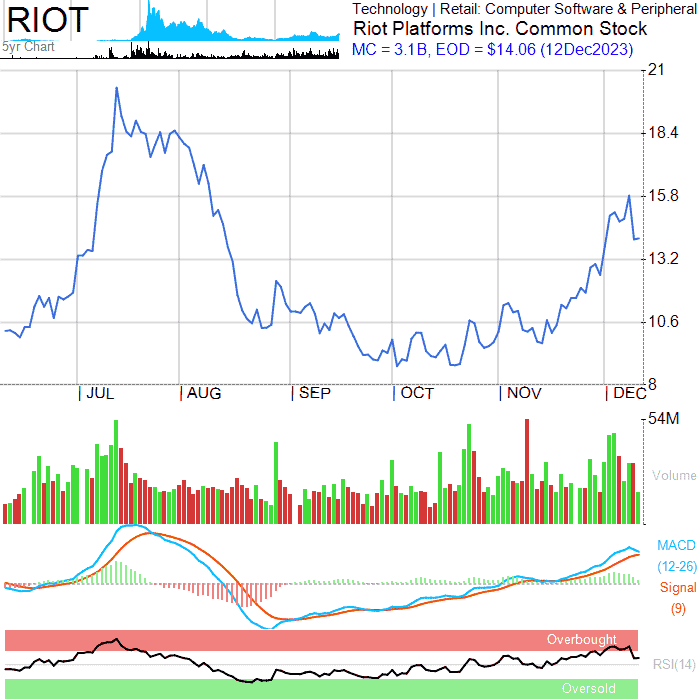 RIOT
5yr Chart
Technology | Retail: Computer Software & Peripheral
Riot Platforms Inc. Common Stock
MC = 3.1B, EOD = $14.06 (12Dec2023)
21
18.4
15.8
13.2
10.6
8
JUL
AUG
SEP
OCT
NOV
DEC
54M
Volume
MACD
(12-26)
Signal
(9)
Overbought
RSI(14)
Oversold